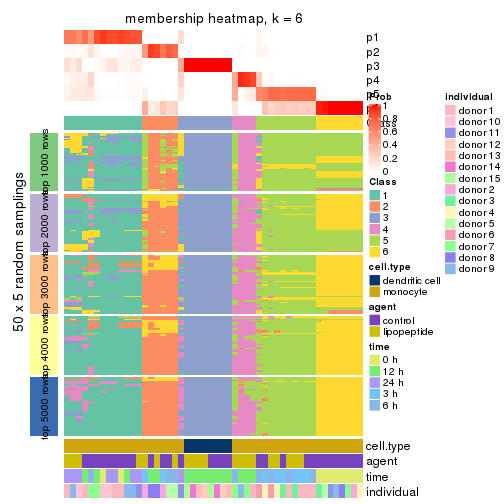 membership heatmap, k = 6
p1
p2
p3
p4
p5
Prob
0.8
0.6
0.4
0.2
0
Class
1
2
3
4
5
6
cell.type
dendritic cell
monocyte
agent
control
lipopeptide
time
0 h
12 h
24 h
3 h
6 h
individual
donor 1
donor 10
donor 11
donor 12
donor 13
donor 14
donor 15
donor 2
donor 3
donor 4
donor 5
donor 6
donor 7
donor 8
donor 9
50 x 5 random samplings
top 1000 rows
top 2000 rows
top 3000 rows
top 4000 rows
top 5000 rows
cell.type
agent
time
individual